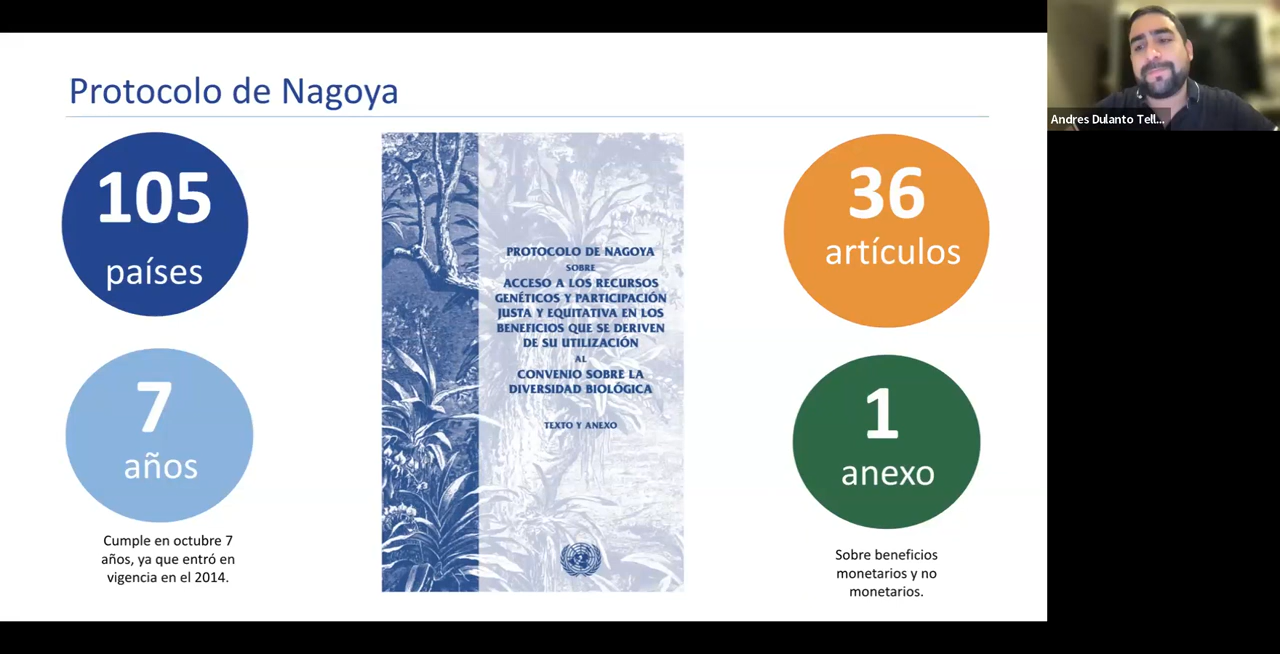 Protocolo de Nagoya
105
países
7
años
Cumple en octubre 7
años, ya que entró en
vigencia en el 2014.
PROTOCOLO DE NAGOYA
SOBRE
ACCESO A LOS RECURSOS
GENÉTICOS Y PARTICIPACIÓN
JUSTA Y EQUITATIVA EN LOS
BENEFICIOS QUE SE DERIVEN
DE SU UTILIZACIÓN
AL
CONVENIO SOBRE LA
DIVERSIDAD BIOLÓGICA
TEXTO Y ANEXO
36
artículos
1
anexo
Sobre beneficios
monetarios y no
monetarios.
Andres Dulanto Tell...